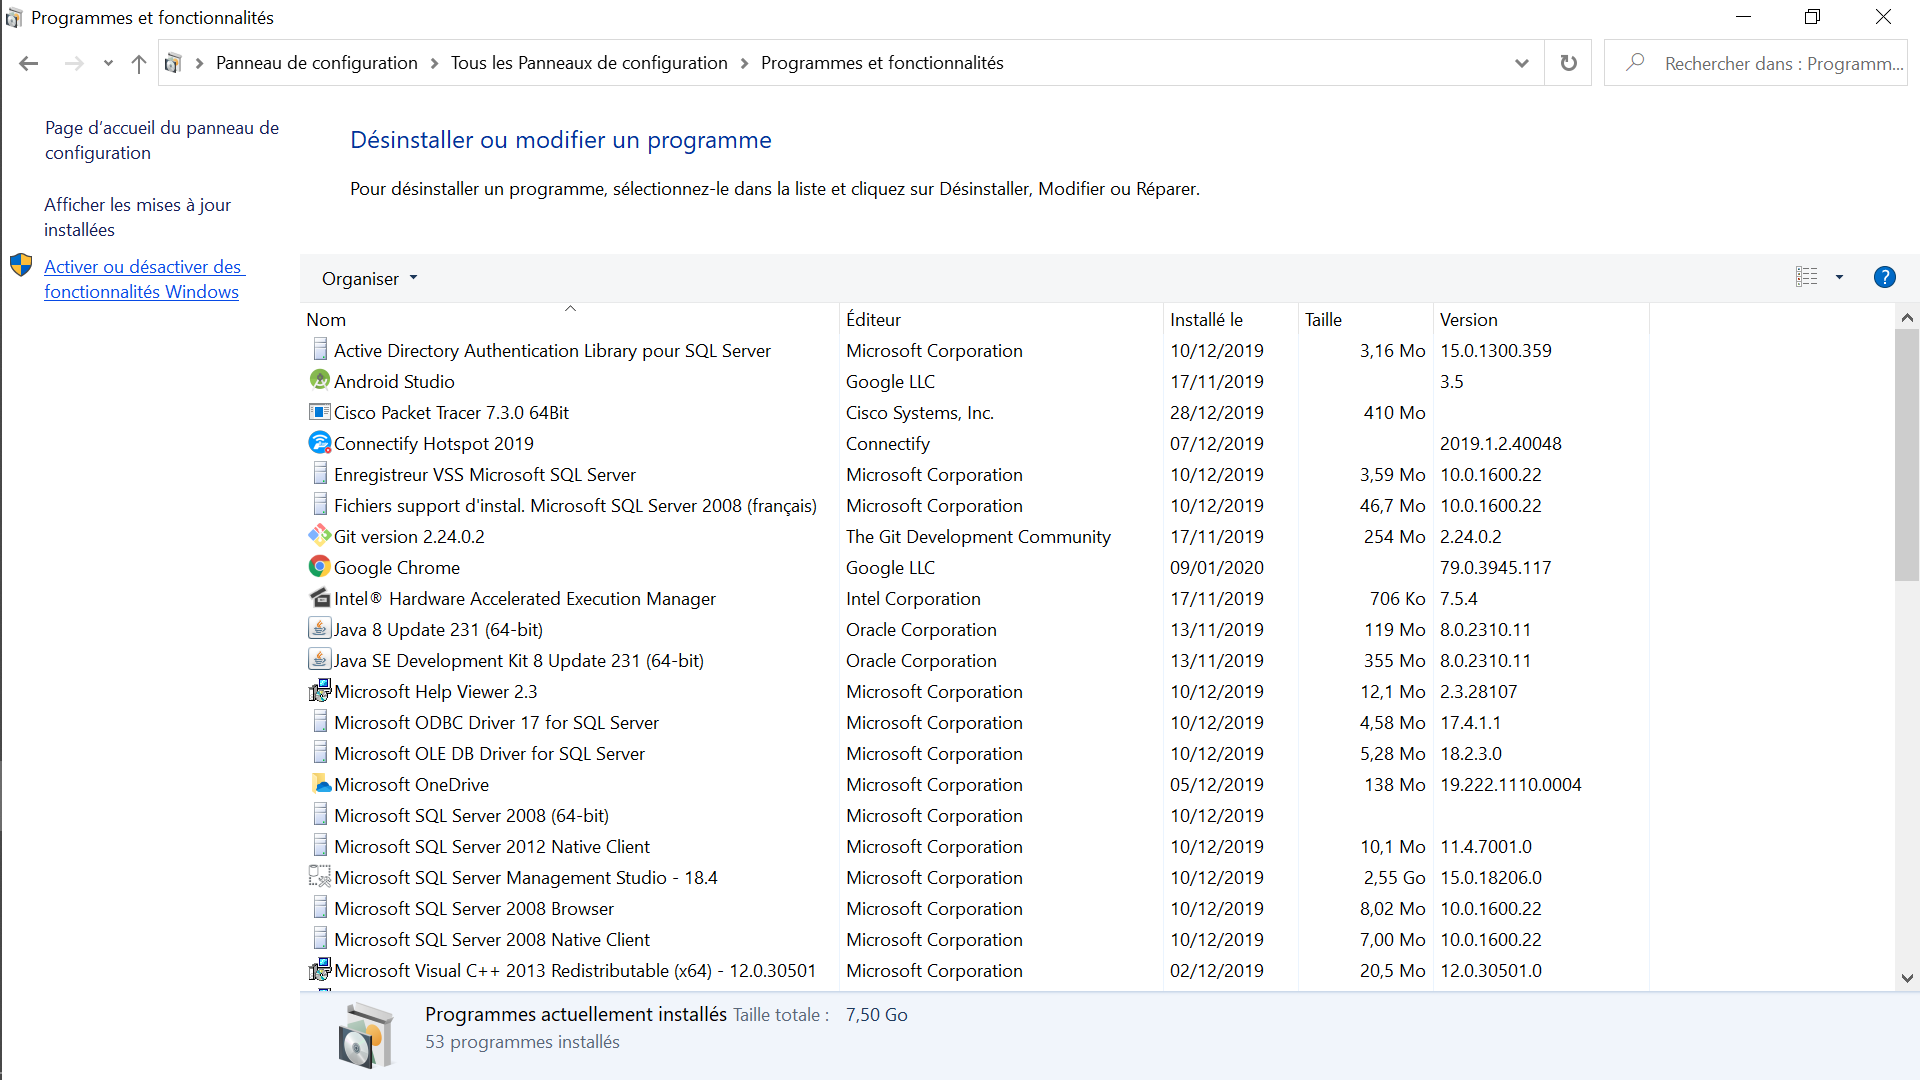 Programmes et fonctionnalités
Panneau de configuration
Tous les Panneaux de configuration
Programmes et fonctionnalités
Rechercher dans : Programm...
Page d’accueil du panneau de
configuration
Afficher les mises à jour
installées
Activer ou désactiver des
fonctionnalités Windows
Désinstaller ou modifier un programme
Pour désinstaller un programme, sélectionnez-le dans la liste et cliquez sur Désinstaller, Modifier ou Réparer.
Organiser
?
Nom Éditeur Installé le Taille Version
Active Directory Authentication Library pour SQL Server Microsoft Corporation 10/12/2019 3,16 Mo 15.0.1300.359
Android Studio Google LLC 17/11/2019 3.5
Cisco Packet Tracer 7.3.0 64Bit Cisco Systems, Inc. 28/12/2019 410 Mo
Connectify Hotspot 2019 Connectify 07/12/2019 2019.1.2.40048
Enregistreur VSS Microsoft SQL Server Microsoft Corporation 10/12/2019 3,59 Mo 10.0.1600.22
Fichiers support d'instal. Microsoft SQL Server 2008 (français) Microsoft Corporation 10/12/2019 46,7 Mo 10.0.1600.22
Git version 2.24.0.2 The Git Development Community 17/11/2019 254 Mo 2.24.0.2
Google Chrome Google LLC 09/01/2020 79.0.3945.117
Intel® Hardware Accelerated Execution Manager Intel Corporation 17/11/2019 706 Ko 7.5.4
Java 8 Update 231 (64-bit) Oracle Corporation 13/11/2019 119 Mo 8.0.2310.11
Java SE Development Kit 8 Update 231 (64-bit) Oracle Corporation 13/11/2019 355 Mo 8.0.2310.11
Microsoft Help Viewer 2.3 Microsoft Corporation 10/12/2019 12,1 Mo 2.3.28107
Microsoft ODBC Driver 17 for SQL Server Microsoft Corporation 10/12/2019 4,58 Mo 17.4.1.1
Microsoft OLE DB Driver for SQL Server Microsoft Corporation 10/12/2019 5,28 Mo 18.2.3.0
Microsoft OneDrive Microsoft Corporation 05/12/2019 138 Mo 19.222.1110.0004
Microsoft SQL Server 2008 (64-bit) Microsoft Corporation 10/12/2019
Microsoft SQL Server 2012 Native Client Microsoft Corporation 10/12/2019 10,1 Mo 11.4.7001.0
Microsoft SQL Server Management Studio - 18.4 Microsoft Corporation 10/12/2019 2,55 Go 15.0.18206.0
Microsoft SQL Server 2008 Browser Microsoft Corporation 10/12/2019 8,02 Mo 10.0.1600.22
Microsoft SQL Server 2008 Native Client Microsoft Corporation 10/12/2019 7,00 Mo 10.0.1600.22
Microsoft Visual C++ 2013 Redistributable (x64) - 12.0.30501 Microsoft Corporation 02/12/2019 20,5 Mo 12.0.30501.0
Programmes actuellement installés Taille totale : 7,50 Go
53 programmes installés